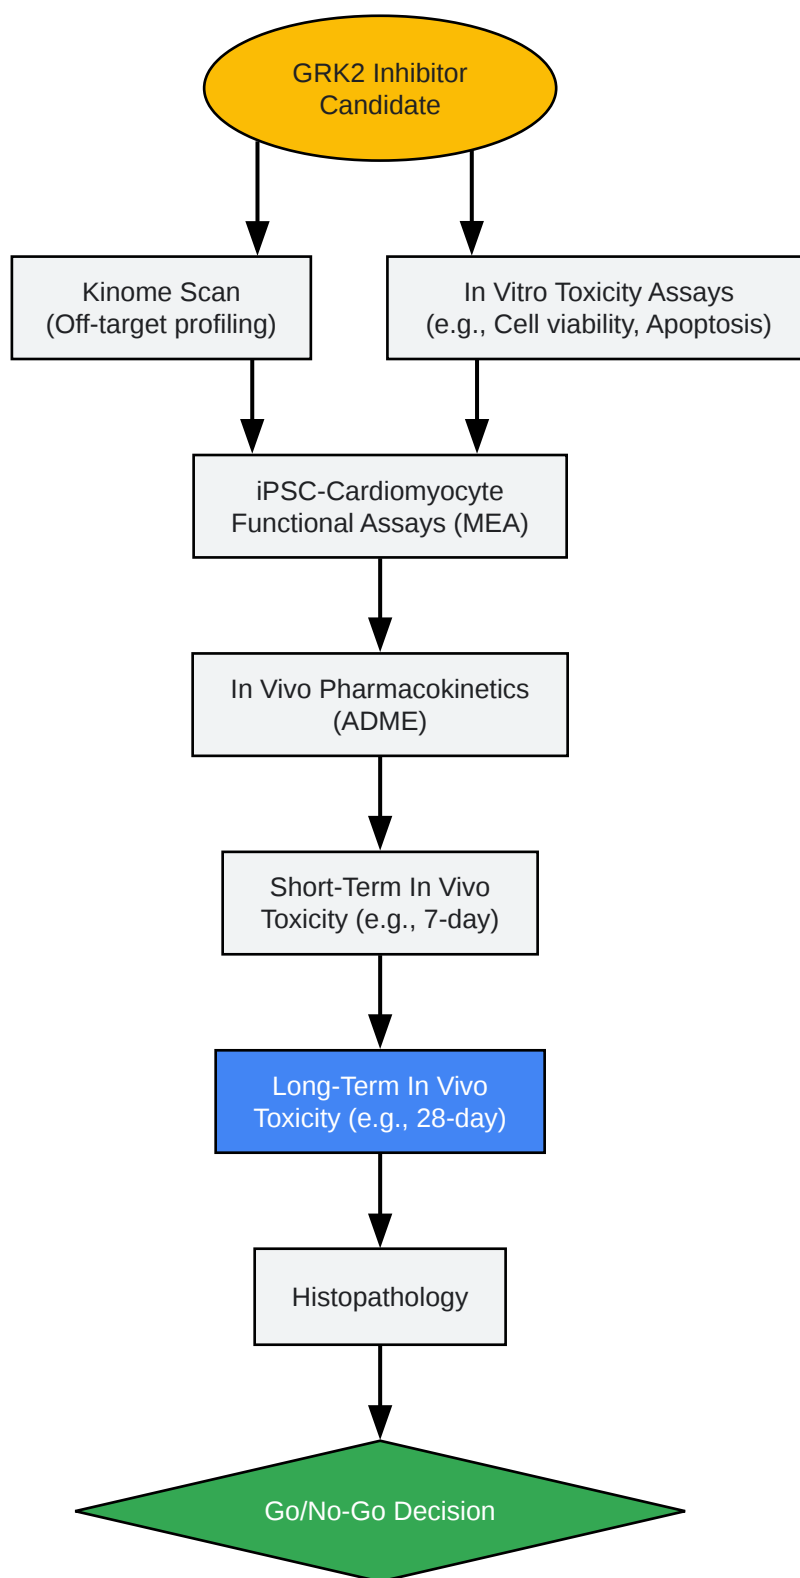 GRK2 Inhibitor
Candidate
Kinome Scan
(Off-target profiling)
In Vitro Toxicity Assays
(e.g., Cell viability, Apoptosis)
iPSC-Cardiomyocyte
Functional Assays (MEA)
In Vivo Pharmacokinetics
(ADME)
Short-Term In Vivo
Toxicity (e.g., 7-day)
Long-Term In Vivo
Toxicity (e.g., 28-day)
Histopathology
Go/No-Go Decision